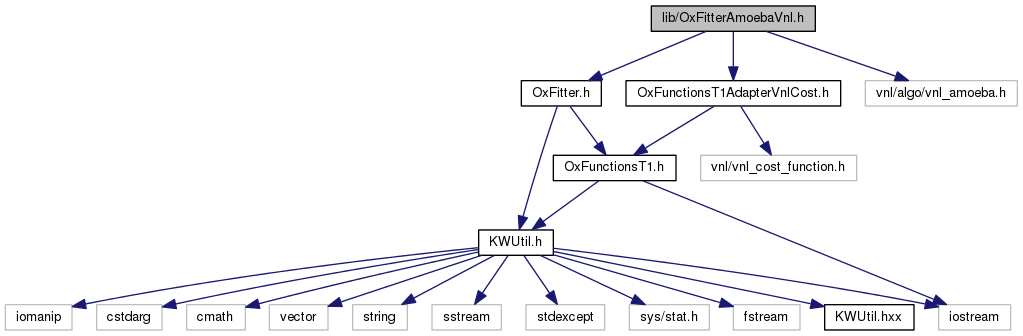 lib/OxFitterAmoebaVnl.h
OxFitter.h
OxFunctionsT1AdapterVnlCost.h
vnl/algo/vnl_amoeba.h
OxFunctionsT1.h
vnl/vnl_cost_function.h
KWUtil.h
iomanip
cstdarg
cmath
vector
string
sstream
stdexcept
sys/stat.h
fstream
KWUtil.hxx
iostream